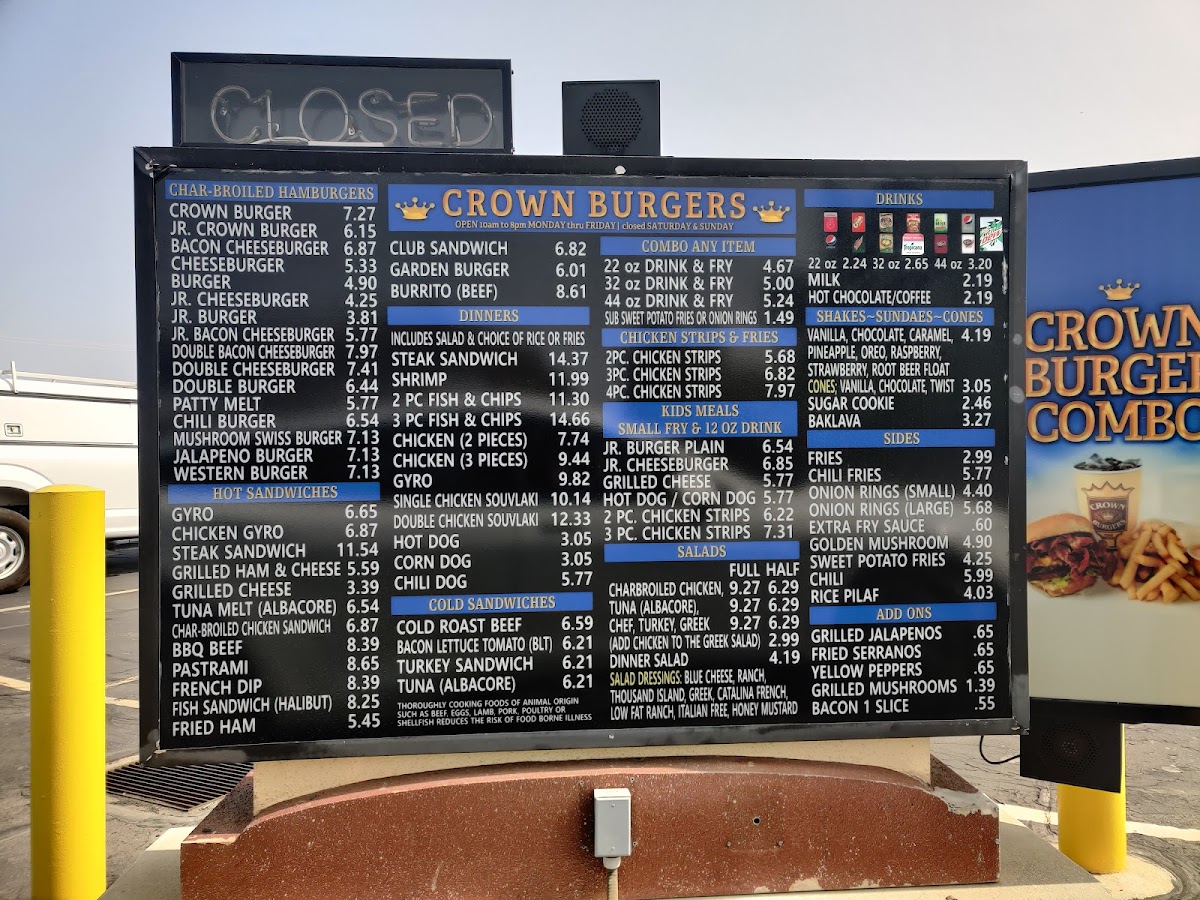 CLOSED
CHAR-BROILED HAMBURGERS
CROWN BURGER 7.27
JR. CROWN BURGER 6.15
BACON CHEESEBURGER 6.87
CHEESEBURGER 5.33
BURGER 4.90
JR. CHEESEBURGER 4.25
JR. BURGER 3.81
JR. BACON CHEESEBURGER 5.77
DOUBLE BACON CHEESEBURGER 7.97
DOUBLE CHEESEBURGER 7.41
DOUBLE BURGER 6.44
PATTY MELT 5.77
CHILI BURGER 6.54
MUSHROOM SWISS BURGER 7.13
JALAPENO BURGER 7.13
WESTERN BURGER 7.13
HOT SANDWICHES
GYRO 6.65
CHICKEN GYRO 6.87
STEAK SANDWICH 11.54
GRILLED HAM & CHEESE 5.59
GRILLED CHEESE 3.39
TUNA MELT (ALBACORE) 6.54
CHAR-BROILED CHICKEN SANDWICH 6.87
BBQ BEEF 8.39
PASTRAMI 8.65
FRENCH DIP 8.39
FISH SANDWICH (HALIBUT) 8.25
FRIED HAM 5.45
CROWN BURGERS
OPEN 10am to 8pm MONDAY thru FRIDAY | closed SATURDAY & SUNDAY
CLUB SANDWICH 6.82
GARDEN BURGER 6.01
BURRITO (BEEF) 8.61
DINNERS
INCLUDES SALAD & CHOICE OF RICE OR FRIES
STEAK SANDWICH 14.37
SHRIMP 11.99
2 PC FISH & CHIPS 11.30
3 PC FISH & CHIPS 14.66
CHICKEN (2 PIECES) 7.74
CHICKEN (3 PIECES) 9.44
GYRO 9.82
SINGLE CHICKEN SOUVLAKI 10.14
DOUBLE CHICKEN SOUVLAKI 12.33
HOT DOG 3.05
CORN DOG 3.05
CHILI DOG 5.77
COLD SANDWICHES
COLD ROAST BEEF 6.59
BACON LETTUCE TOMATO (BLT) 6.21
TURKEY SANDWICH 6.21
TUNA (ALBACORE) 6.21
THOROUGHLY COOKING FOODS OF ANIMAL ORIGIN
SUCH AS BEEF, EGGS, LAMB, PORK, POULTRY OR
SHELLFISH REDUCES THE RISK OF FOOD BORNE ILLNESS
COMBO ANY ITEM
22 oz DRINK & FRY 4.67
32 oz DRINK & FRY 5.00
44 oz DRINK & FRY 5.24
SUB SWEET POTATO FRIES OR ONION RINGS 1.49
CHICKEN STRIPS & FRIES
2PC. CHICKEN STRIPS 5.68
3PC. CHICKEN STRIPS 6.82
4PC. CHICKEN STRIPS 7.97
KIDS MEALS
SMALL FRY & 12 OZ DRINK
JR. BURGER PLAIN 6.54
JR. CHEESEBURGER 6.85
GRILLED CHEESE 5.77
HOT DOG / CORN DOG 5.77
2 PC. CHICKEN STRIPS 6.22
3 PC. CHICKEN STRIPS 7.31
SALADS
FULL HALF
CHARBROILED CHICKEN, 9.27 6.29
TUNA (ALBACORE), 9.27 6.29
CHEF, TURKEY, GREEK 9.27 6.29
(ADD CHICKEN TO THE GREEK SALAD) 2.99
DINNER SALAD 4.19
SALAD DRESSINGS: BLUE CHEESE, RANCH,
THOUSAND ISLAND, GREEK, CATALINA FRENCH,
LOW FAT RANCH, ITALIAN FREE, HONEY MUSTARD
DRINKS
Tropicana
22 oz 2.24 32 oz 2.65 44 oz 3.20
MILK 2.19
HOT CHOCOLATE/COFFEE 2.19
SHAKES~SUNDAES~CONES
VANILLA, CHOCOLATE, CARAMEL, 4.19
PINEAPPLE, OREO, RASPBERRY,
STRAWBERRY, ROOT BEER FLOAT
CONES: VANILLA, CHOCOLATE, TWIST 3.05
SUGAR COOKIE 2.46
BAKLAVA 3.27
SIDES
FRIES 2.99
CHILI FRIES 5.77
ONION RINGS (SMALL) 4.40
ONION RINGS (LARGE) 5.68
EXTRA FRY SAUCE .60
GOLDEN MUSHROOM 4.90
SWEET POTATO FRIES 4.25
CHILI 5.99
RICE PILAF 4.03
ADD ONS
GRILLED JALAPENOS .65
FRIED SERRANOS .65
YELLOW PEPPERS .65
GRILLED MUSHROOMS 1.39
BACON 1 SLICE .55
CROWN
BURGER
COMBO
CROWN
BURGERS